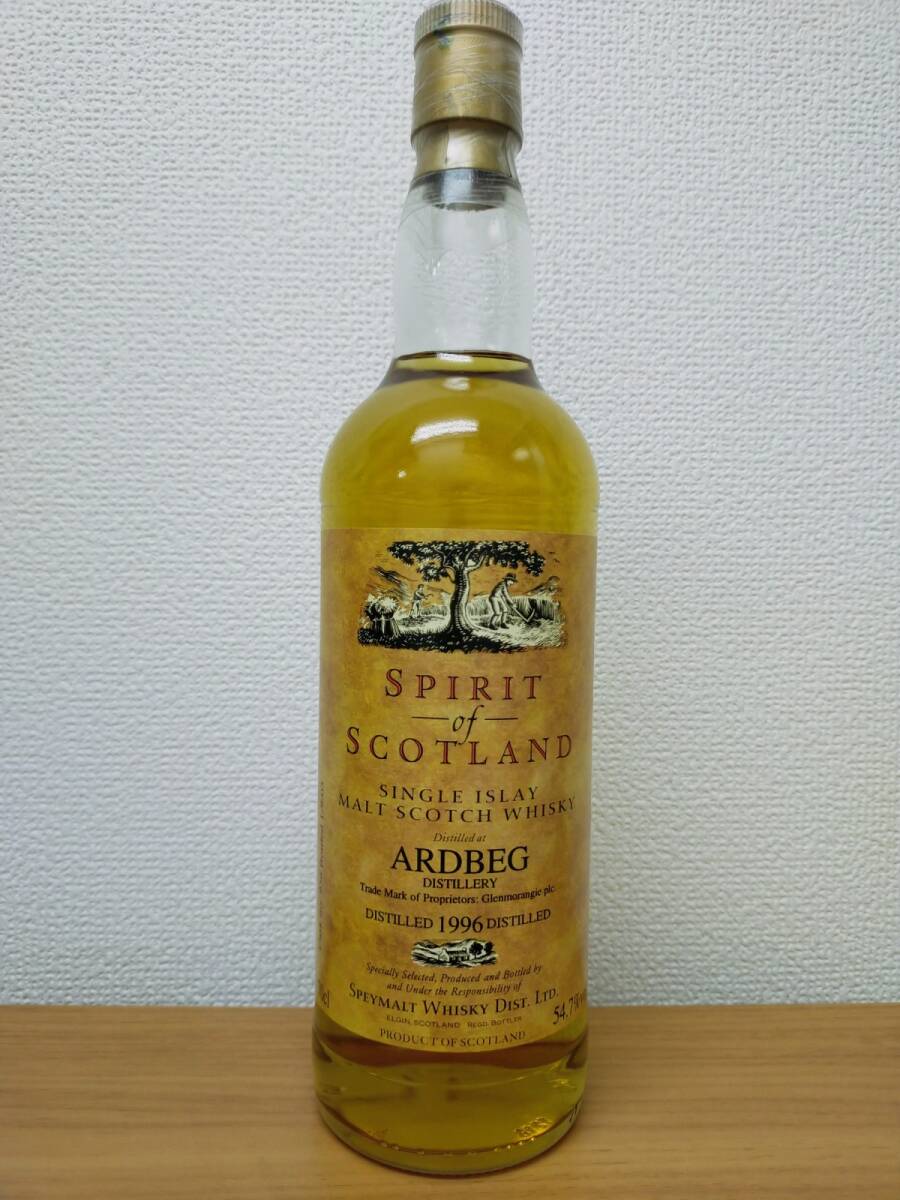 SPIRIT
of
SCOTLAND
SINGLE ISLAY
MALT SCOTCH WHISKY
Distilled at
ARDBEG
DISTILLERY
Trade Mark of Proprietors: Glenmorangie plc
DISTILLED 1996 DISTILLED
Specially Selected, Produced and Bottled by
and Under the Responsibility of
SPEYMALT WHISKY DIST. LTD.
ELGIN, SCOTLAND REGD. BOTTLER
54.7%
PRODUCT OF SCOTLAND